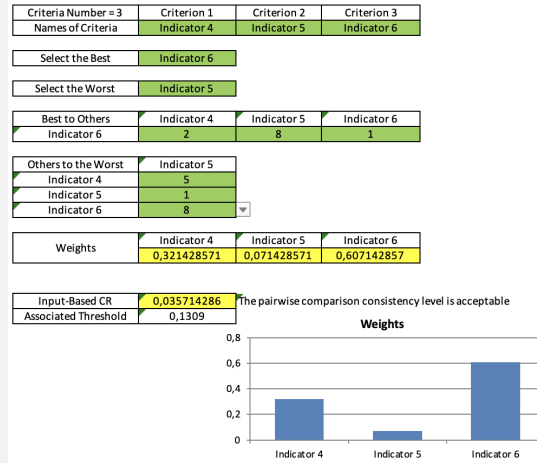 Criteria Number = 3 Criterion 1 Criterion 2 Criterion 3
Names of Criteria Indicator 4 Indicator 5 Indicator 6
Select the Best Indicator 6
Select the Worst Indicator 5
Best to Others Indicator 4 Indicator 5 Indicator 6
Indicator 6 2 8 1
Others to the Worst Indicator 5
Indicator 4 5
Indicator 5 1
Indicator 6 8
Weights Indicator 4 Indicator 5 Indicator 6
0,321428571 0,071428571 0,607142857
Input-Based CR 0,035714286 The pairwise comparison consistency level is acceptable
Associated Threshold 0,1309
Weights
0,8
0,6
0,4
0,2
0
Indicator 4 Indicator 5 Indicator 6